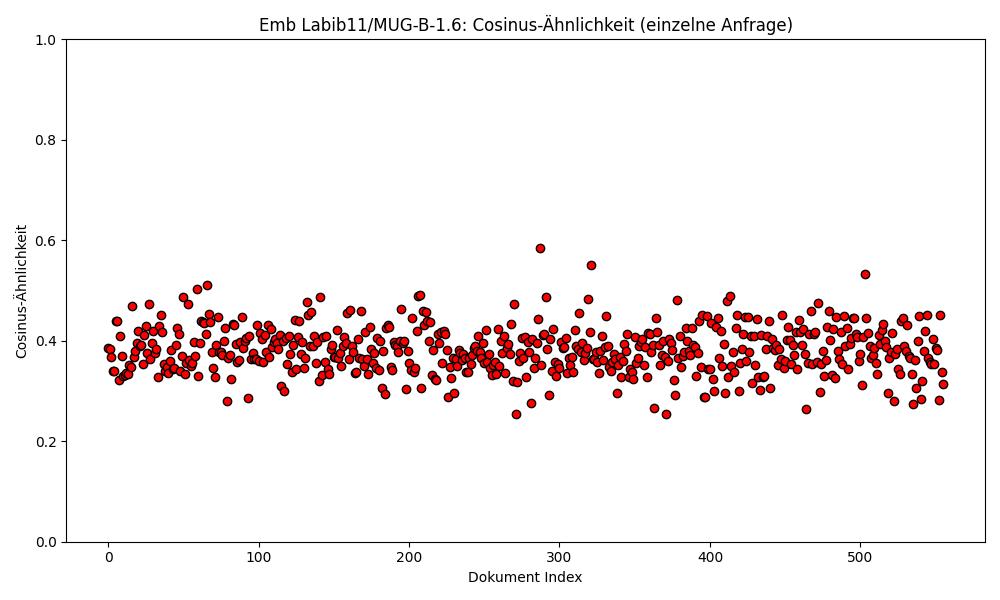 Emb Labib11/MUG-B-1.6: Cosinus-Ähnlichkeit (einzelne Anfrage)
1.0
0.8
0.6
0.4
0.2
0.0
Cosinus-Ähnlichkeit
0 100 200 300 400 500
Dokument Index